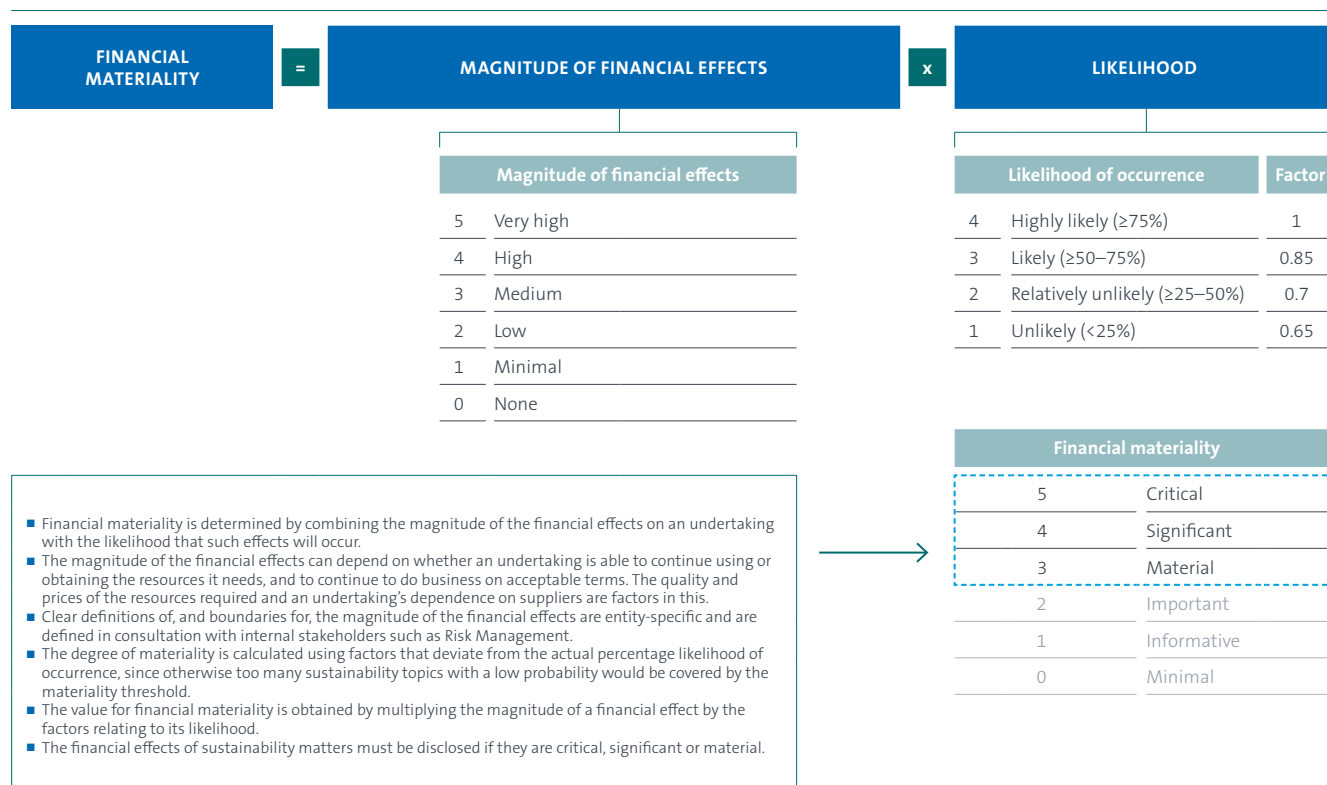 FINANCIAL
MATERIALITY
=
MAGNITUDE OF FINANCIAL EFFECTS
x
LIKELIHOOD
Magnitude of financial effects
5 Very high
4 High
3 Medium
2 Low
1 Minimal
0 None
Likelihood of occurrence Factor
4 Highly likely (≥75%) 1
3 Likely (≥50–75%) 0.85
2 Relatively unlikely (≥25–50%) 0.7
1 Unlikely (<25%) 0.65
Financial materiality
5 Critical
4 Significant
3 Material
2 Important
1 Informative
0 Minimal
■ Financial materiality is determined by combining the magnitude of the financial effects on an undertaking
with the likelihood that such effects will occur.
■ The magnitude of the financial effects can depend on whether an undertaking is able to continue using or
obtaining the resources it needs, and to continue to do business on acceptable terms. The quality and
prices of the resources required and an undertaking's dependence on suppliers are factors in this.
■ Clear definitions of, and boundaries for, the magnitude of the financial effects are entity-specific and are
defined in consultation with internal stakeholders such as Risk Management.
■ The degree of materiality is calculated using factors that deviate from the actual percentage likelihood of
occurrence, since otherwise too many sustainability topics with a low probability would be covered by the
materiality threshold.
■ The value for financial materiality is obtained by multiplying the magnitude of a financial effect by the
factors relating to its likelihood.
■ The financial effects of sustainability matters must be disclosed if they are critical, significant or material.